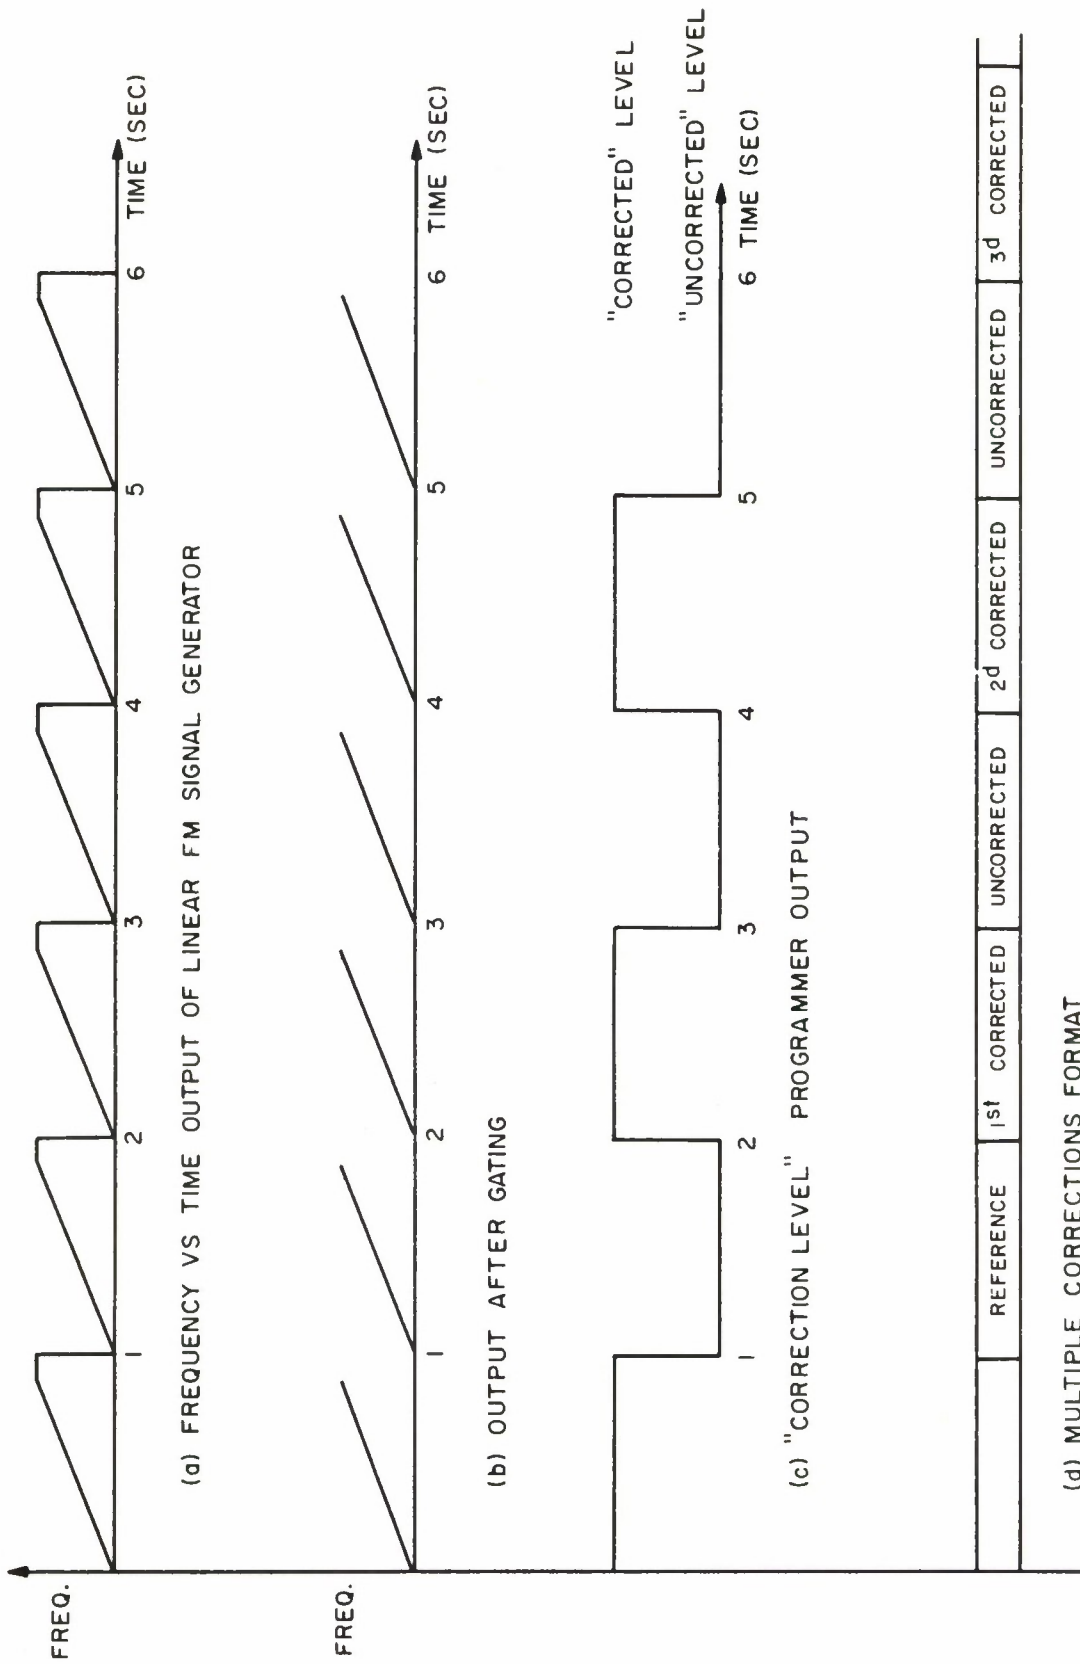 FREQ.
1 2 3 4 5 6 TIME (SEC)
(a) FREQUENCY VS TIME OUTPUT OF LINEAR FM SIGNAL GENERATOR
FREQ.
1 2 3 4 5 6 TIME (SEC)
(b) OUTPUT AFTER GATING
"CORRECTED" LEVEL
"UNCORRECTED" LEVEL
1 2 3 4 5 6 TIME (SEC)
(c) "CORRECTION LEVEL" PROGRAMMER OUTPUT
REFERENCE 1st CORRECTED UNCORRECTED 2d CORRECTED UNCORRECTED 3d CORRECTED
(d) MULTIPLE CORRECTIONS FORMAT